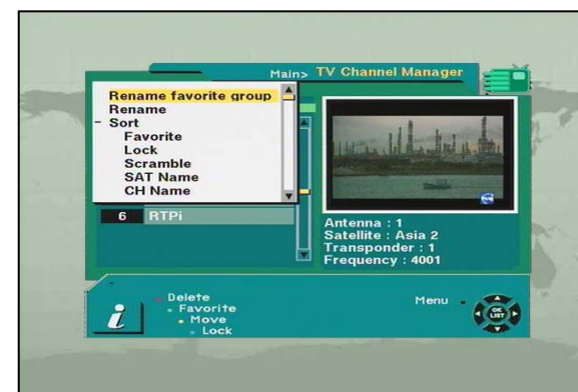 Main> TV Channel Manager
Rename favorite group
Rename
- Sort
Favorite
Lock
Scramble
SAT Name
CH Name
6 RTPi
Antenna : 1
Satellite : Asia 2
Transponder : 1
Frequency : 4001
Delete
Favorite
Move
Lock
Menu
OK
LIST
i